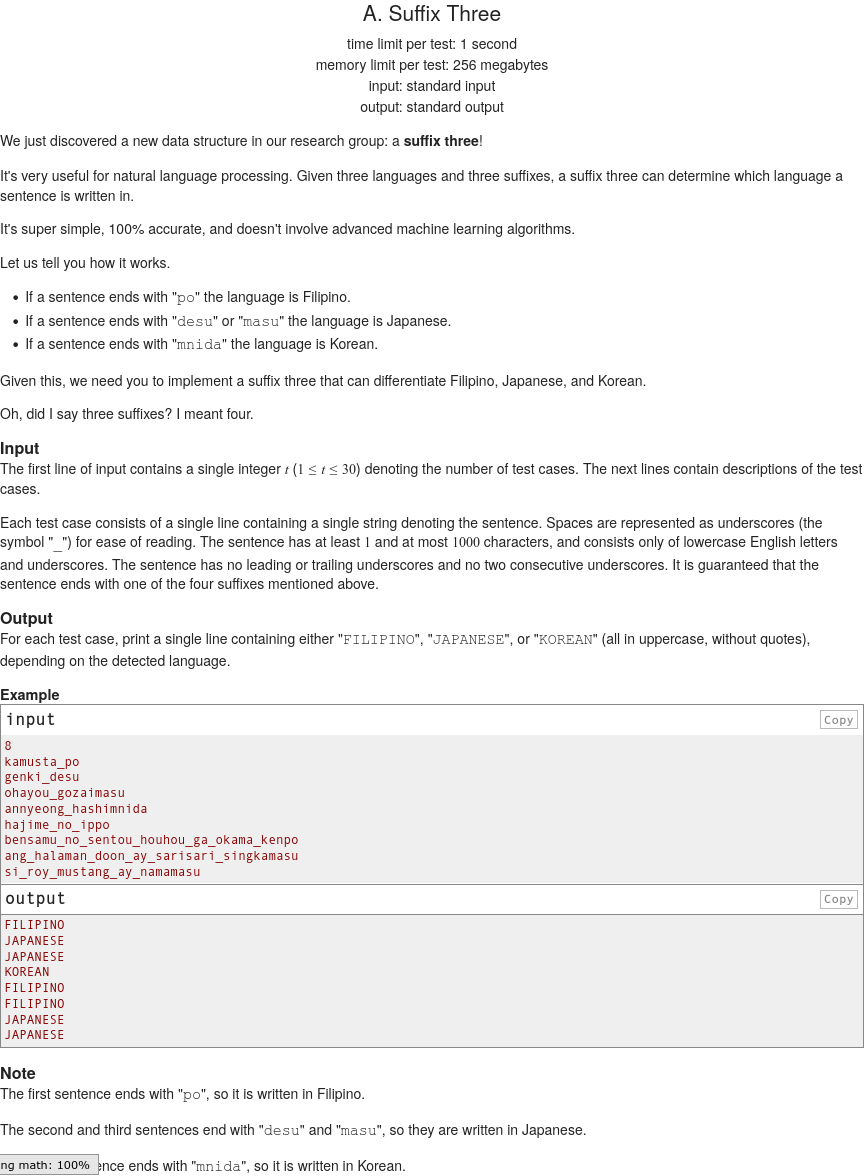 A. Suffix Three
time limit per test: 1 second
memory limit per test: 256 megabytes
input: standard input
output: standard output
We just discovered a new data structure in our research group: a suffix three!
It's very useful for natural language processing. Given three languages and three suffixes, a suffix three can determine which language a
sentence is written in.
It's super simple, 100% accurate, and doesn't involve advanced machine learning algorithms.
Let us tell you how it works.
• If a sentence ends with "po" the language is Filipino.
• If a sentence ends with "desu" or "masu" the language is Japanese.
• If a sentence ends with "mnida" the language is Korean.
Given this, we need you to implement a suffix three that can differentiate Filipino, Japanese, and Korean.
Oh, did I say three suffixes? I meant four.
Input
The first line of input contains a single integer t (1 ≤ t ≤ 30) denoting the number of test cases. The next lines contain descriptions of the test
cases.
Each test case consists of a single line containing a single string denoting the sentence. Spaces are represented as underscores (the
symbol "_") for ease of reading. The sentence has at least 1 and at most 1000 characters, and consists only of lowercase English letters
and underscores. The sentence has no leading or trailing underscores and no two consecutive underscores. It is guaranteed that the
sentence ends with one of the four suffixes mentioned above.
Output
For each test case, print a single line containing either "FILIPINO", "JAPANESE", or "KOREAN" (all in uppercase, without quotes),
depending on the detected language.
Example
input Copy
8
kamusta_po
genki_desu
ohayou_gozaimasu
annyeong_hashimnida
hajime_no_ippo
bensamu_no_sentou_houhou_ga_okama_kenpo
ang_halaman_doon_ay_sarisari_singkamasu
si_roy_mustang_ay_namamasu
output Copy
FILIPINO
JAPANESE
JAPANESE
KOREAN
FILIPINO
FILIPINO
JAPANESE
JAPANESE
Note
The first sentence ends with "po", so it is written in Filipino.
The second and third sentences end with "desu" and "masu", so they are written in Japanese.
ng math: 100% ence ends with "mnida", so it is written in Korean.